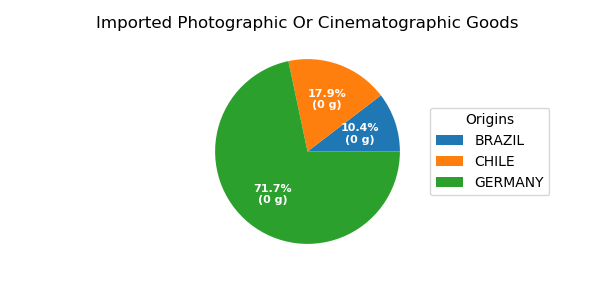 Imported Photographic Or Cinematographic Goods
17.9%
(0 g)
10.4%
(0 g)
71.7%
(0 g)
Origins
BRAZIL
CHILE
GERMANY